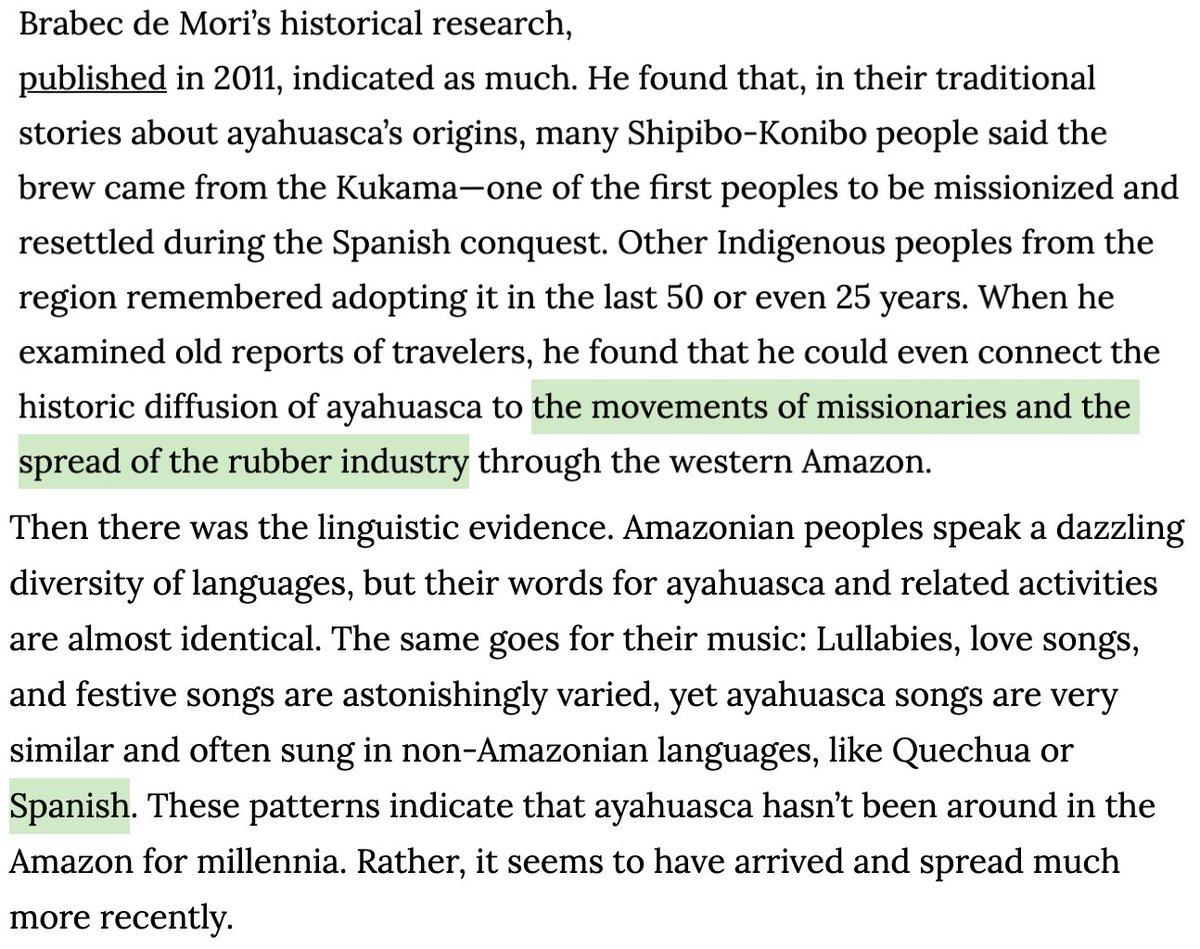 Brabec de Mori’s historical research,
published in 2011, indicated as much. He found that, in their traditional
stories about ayahuasca’s origins, many Shipibo-Konibo people said the
brew came from the Kukama—one of the first peoples to be missionized and
resettled during the Spanish conquest. Other Indigenous peoples from the
region remembered adopting it in the last 50 or even 25 years. When he
examined old reports of travelers, he found that he could even connect the
historic diffusion of ayahuasca to the movements of missionaries and the
spread of the rubber industry through the western Amazon.
Then there was the linguistic evidence. Amazonian peoples speak a dazzling
diversity of languages, but their words for ayahuasca and related activities
are almost identical. The same goes for their music: Lullabies, love songs,
and festive songs are astonishingly varied, yet ayahuasca songs are very
similar and often sung in non-Amazonian languages, like Quechua or
Spanish. These patterns indicate that ayahuasca hasn’t been around in the
Amazon for millennia. Rather, it seems to have arrived and spread much
more recently.